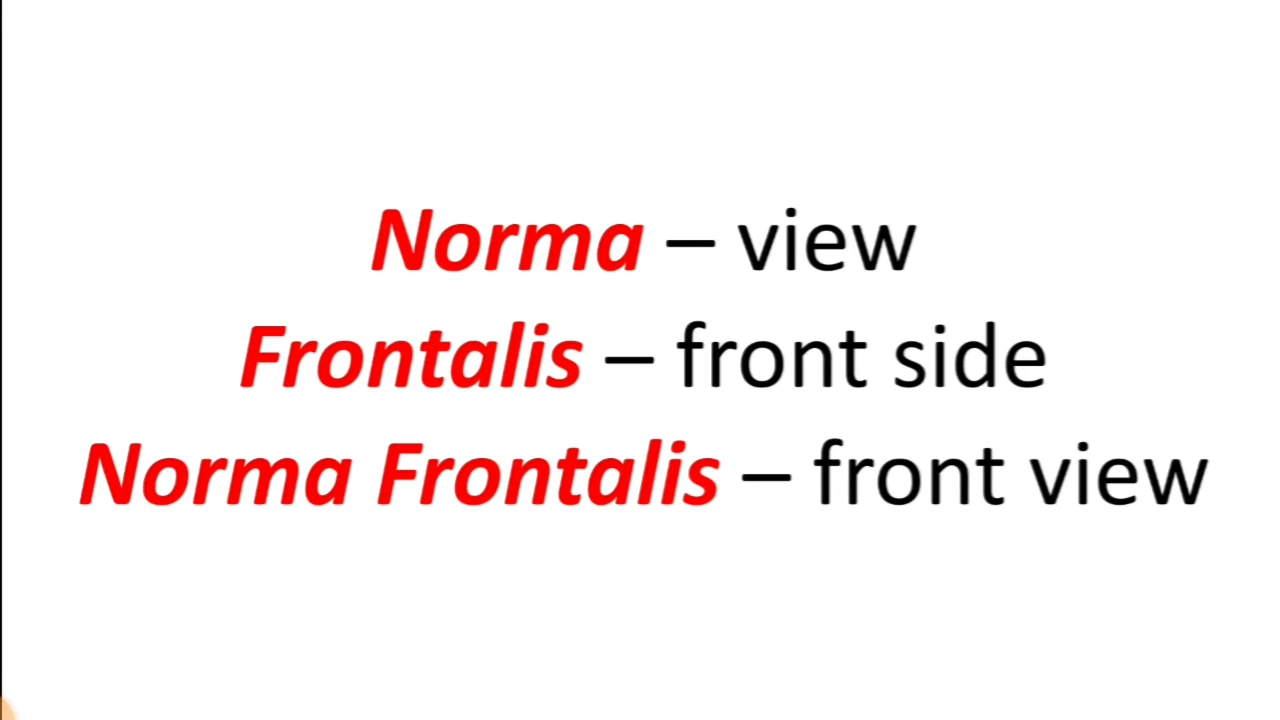 Norma – view
Frontalis – front side
Norma Frontalis – front view